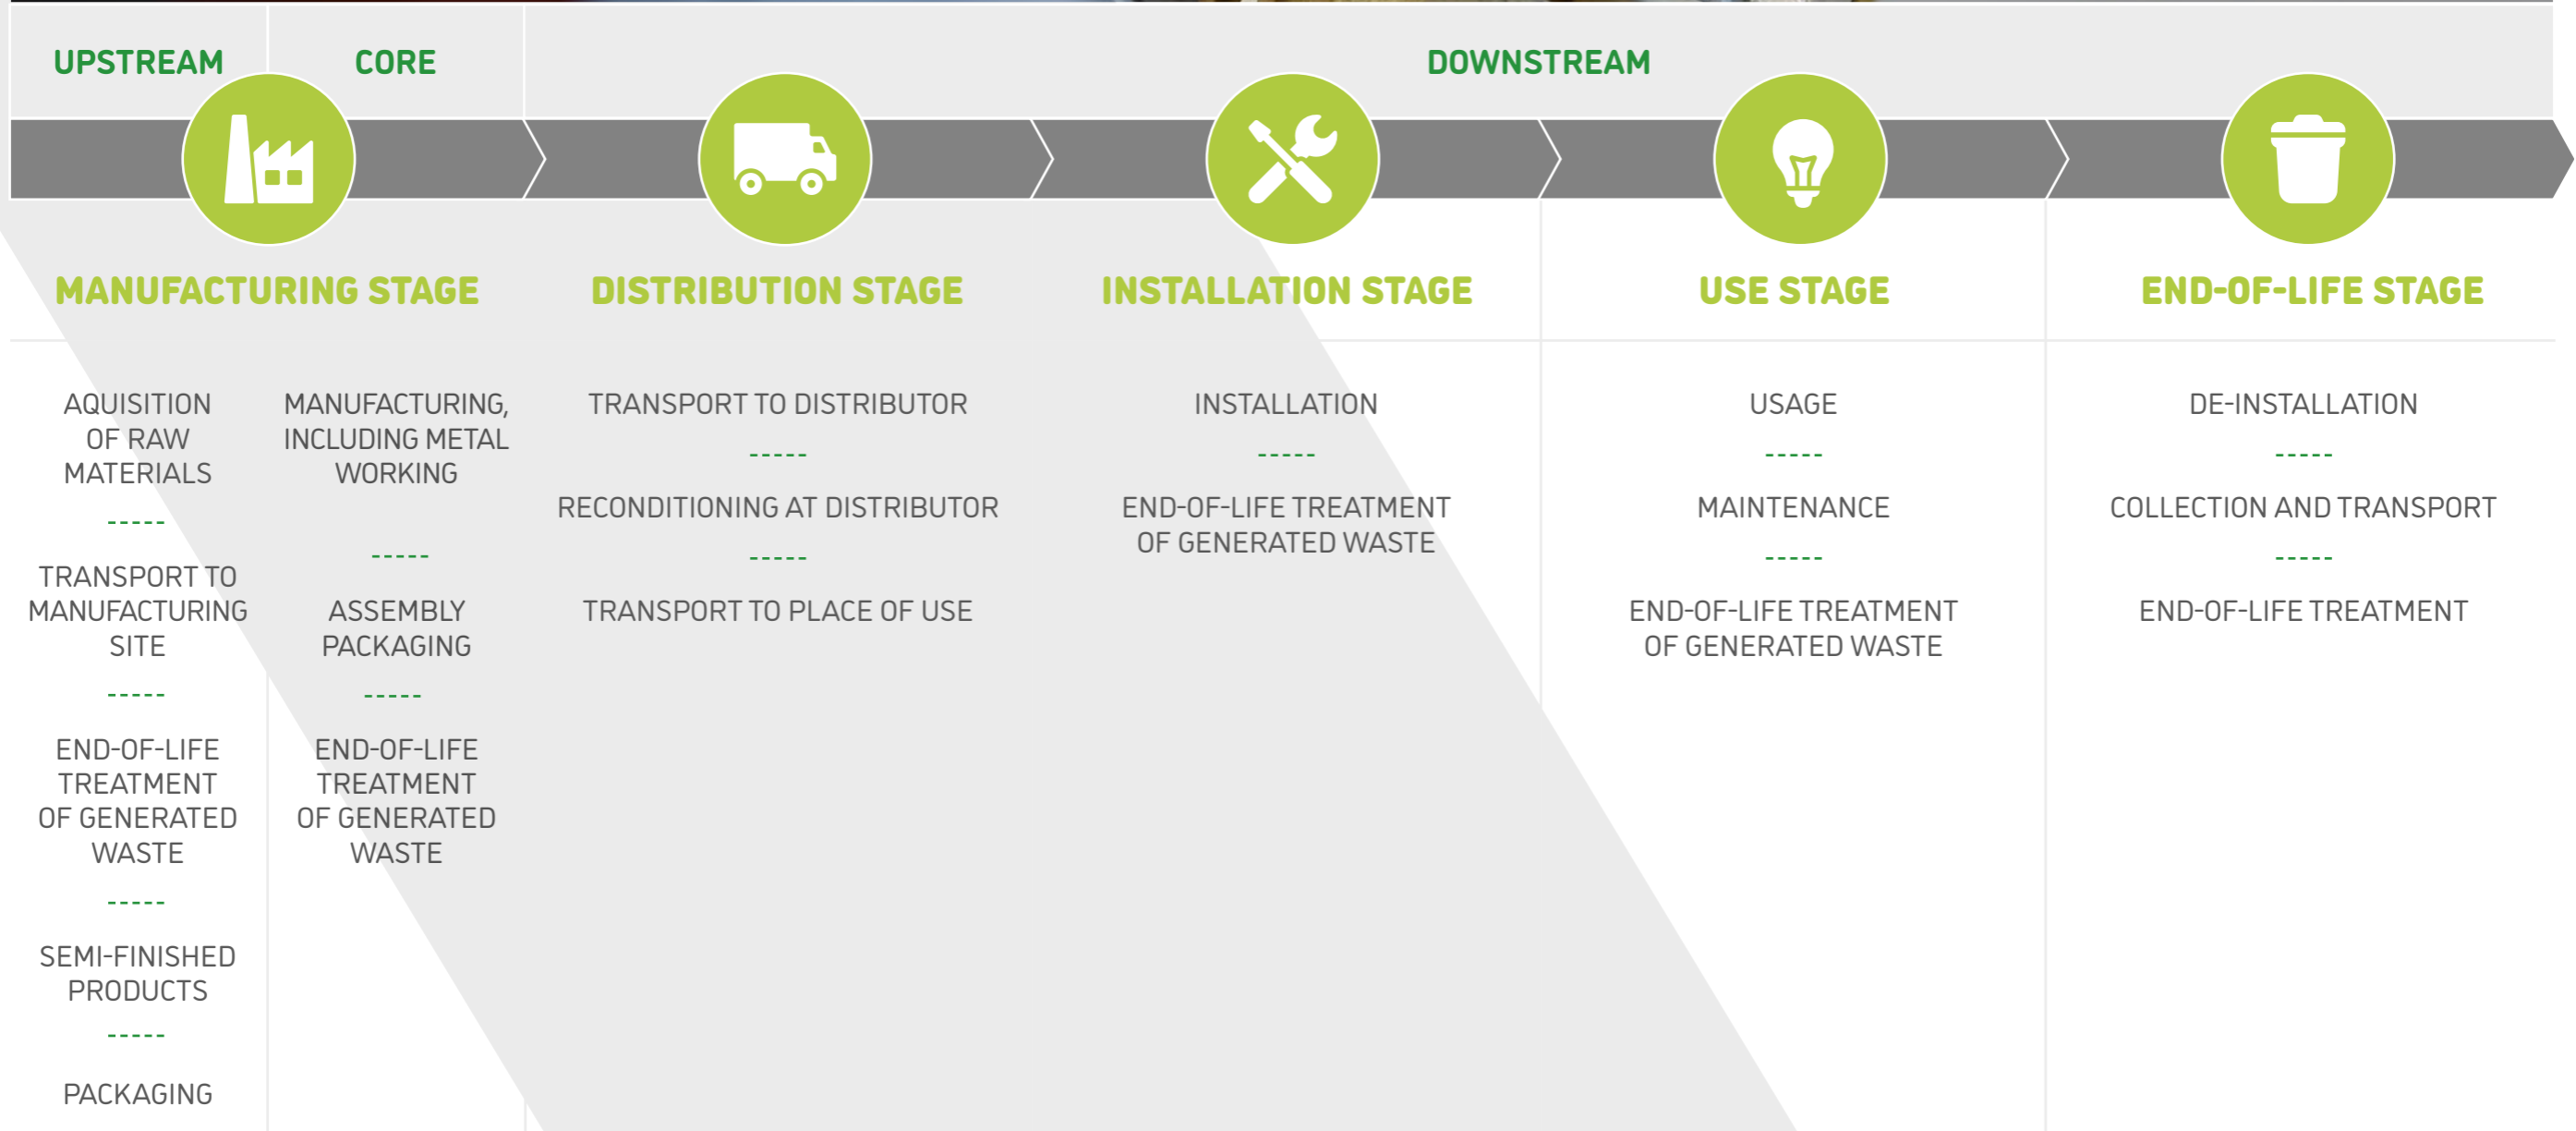 UPSTREAM
CORE
DOWNSTREAM
MANUFACTURING STAGE
AQUISITION
OF RAW
MATERIALS
-----
TRANSPORT TO
MANUFACTURING
SITE
-----
END-OF-LIFE
TREATMENT
OF GENERATED
WASTE
-----
SEMI-FINISHED
PRODUCTS
-----
PACKAGING
MANUFACTURING,
INCLUDING METAL
WORKING
-----
ASSEMBLY
PACKAGING
-----
END-OF-LIFE
TREATMENT
OF GENERATED
WASTE
DISTRIBUTION STAGE
TRANSPORT TO DISTRIBUTOR
-----
RECONDITIONING AT DISTRIBUTOR
-----
TRANSPORT TO PLACE OF USE
INSTALLATION STAGE
INSTALLATION
-----
END-OF-LIFE TREATMENT
OF GENERATED WASTE
USE STAGE
USAGE
-----
MAINTENANCE
-----
END-OF-LIFE TREATMENT
OF GENERATED WASTE
END-OF-LIFE STAGE
DE-INSTALLATION
-----
COLLECTION AND TRANSPORT
-----
END-OF-LIFE TREATMENT